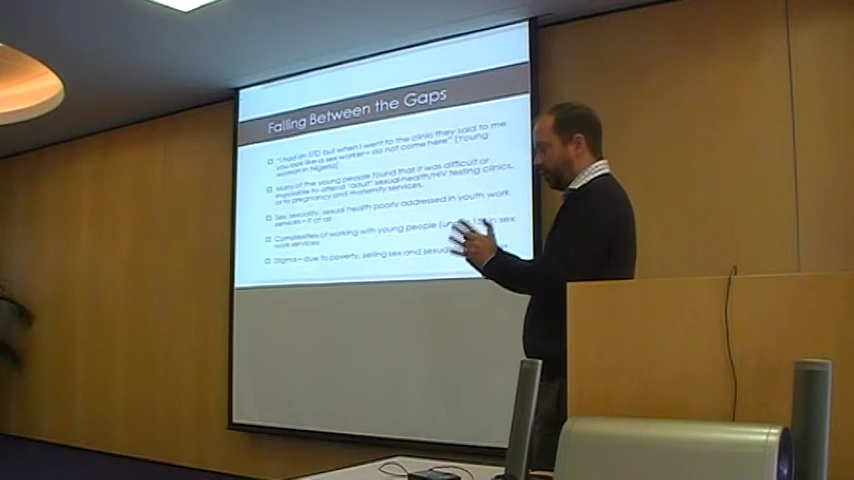 Falling Between the Gaps
"I had an STD but when I went to the clinic they said to me
you look like a sex worker – do not come here" (Young
woman in Nigeria)
Many of the young people found that it was difficult or
impossible to attend "adult" sexual-health/HIV testing clinics,
or to pregnancy and maternity services.
Sex, sexuality, sexual health poorly addressed in youth work
services – if at all
Complexities of working with young people in sex
work services
Stigma – due to poverty, selling sex and